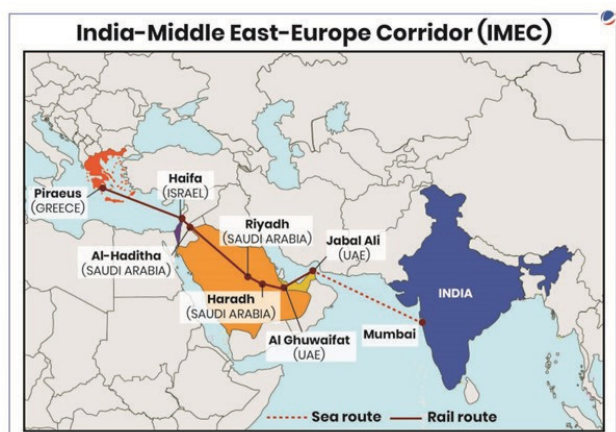 India-Middle East-Europe Corridor (IMEC)
Haifa
(ISRAEL)
Piraeus
(GREECE)
Riyadh
(SAUDI ARABIA)
Jabal Ali
(UAE)
Al-Haditha
(SAUDI ARABIA)
INDIA
Haradh
(SAUDI ARABIA)
Mumbai
Al Ghuwaifat
(UAE)
Sea route
Rail route